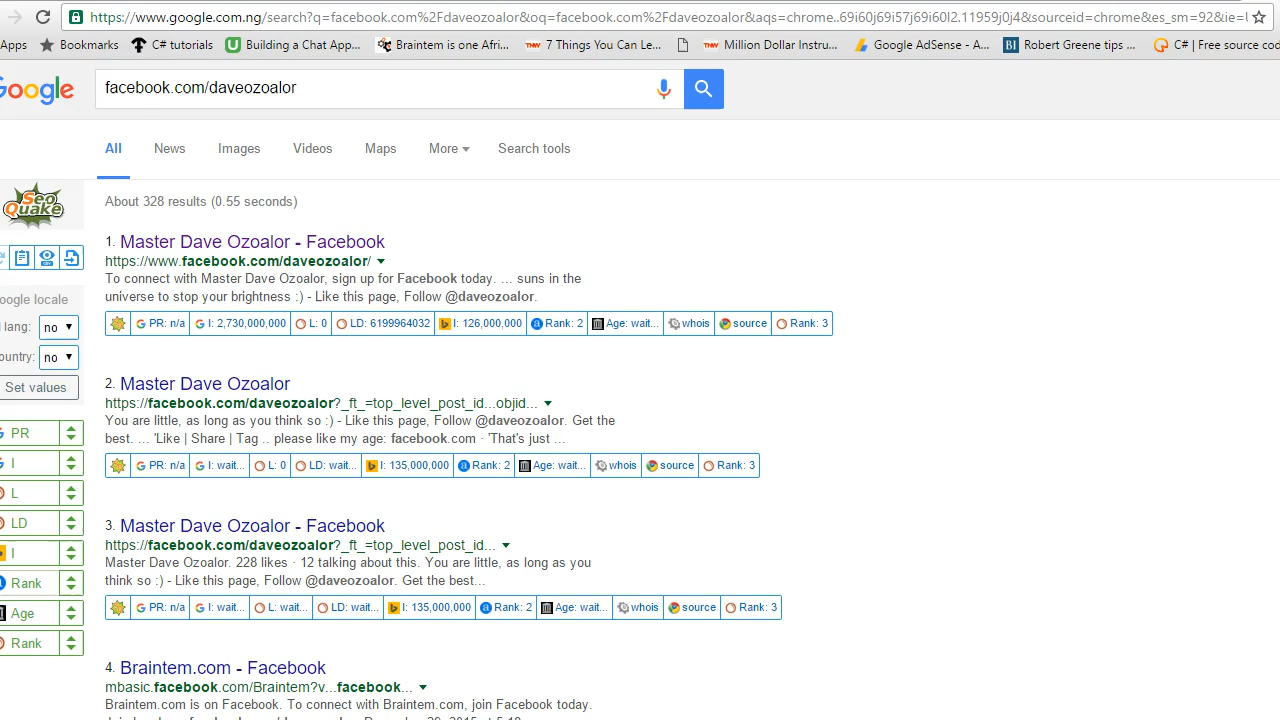 https://www.google.com.ng/search?q=facebook.com%2Fdaveozoalor&oq=facebook.com%2Fdaveozoalor&aqs=chrome..69i60j69i57j69i60l2.11959j0j4&sourceid=chrome&es_sm=92&ie=
Apps Bookmarks C# tutorials Building a Chat App... Braintem is one Afri... 7 Things You Can Le... Million Dollar Instru... Google AdSense - A... Robert Greene tips ... C# | Free source cod
Google facebook.com/daveozoalor
All News Images Videos Maps More Search tools
Seo Quake
About 328 results (0.55 seconds)
1. Master Dave Ozoalor - Facebook
https://www.facebook.com/daveozoalor/
To connect with Master Dave Ozoalor, sign up for Facebook today. ... suns in the
universe to stop your brightness :) - Like this page, Follow @daveozoalor.
PR: n/a I: 2,730,000,000 L: 0 LD: 6199964032 I: 126,000,000 Rank: 2 Age: wait... whois source Rank: 3
oogle locale
lang: no
ountry: no
Set values
2. Master Dave Ozoalor
https://facebook.com/daveozoalor?_ft_=top_level_post_id...objid...
You are little, as long as you think so :) - Like this page, Follow @daveozoalor. Get the
best. ... 'Like | Share | Tag .. please like my age: facebook.com · 'That's just ...
PR: n/a I: wait... L: 0 LD: wait... I: 135,000,000 Rank: 2 Age: wait... whois source Rank: 3
PR
I
L
LD
I
Rank
Age
Rank
3. Master Dave Ozoalor - Facebook
https://facebook.com/daveozoalor?_ft_=top_level_post_id...
Master Dave Ozoalor. 228 likes · 12 talking about this. You are little, as long as you
think so :) - Like this page, Follow @daveozoalor. Get the best...
PR: n/a I: wait... L: wait... LD: wait... I: 135,000,000 Rank: 2 Age: wait... whois source Rank: 3
4. Braintem.com - Facebook
mbasic.facebook.com/Braintem?v...facebook...
Braintem.com is on Facebook. To connect with Braintem.com, join Facebook today.